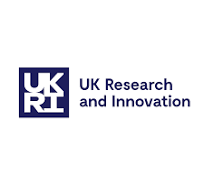 UK
RI
UK Research
and Innovation